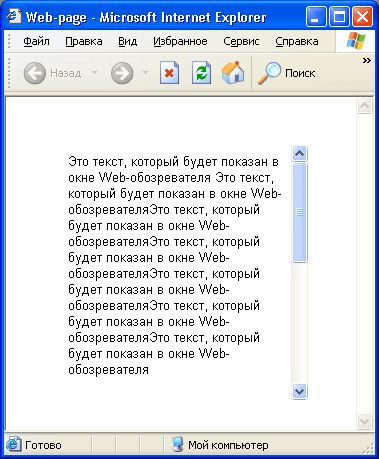 Web-page - Microsoft Internet Explorer
Файл Правка Вид Избранное Сервис Справка
Назад Поиск
Это текст, который будет показан в
окне Web-обозревателя Это текст,
который будет показан в окне Web-
обозревателяЭто текст, который
будет показан в окне Web-
обозревателяЭто текст, который
будет показан в окне Web-
обозревателяЭто текст, который
будет показан в окне Web-
обозревателяЭто текст, который
будет показан в окне Web-
обозревателяЭто текст, который
будет показан в окне Web-
обозревателя
Готово Мой компьютер